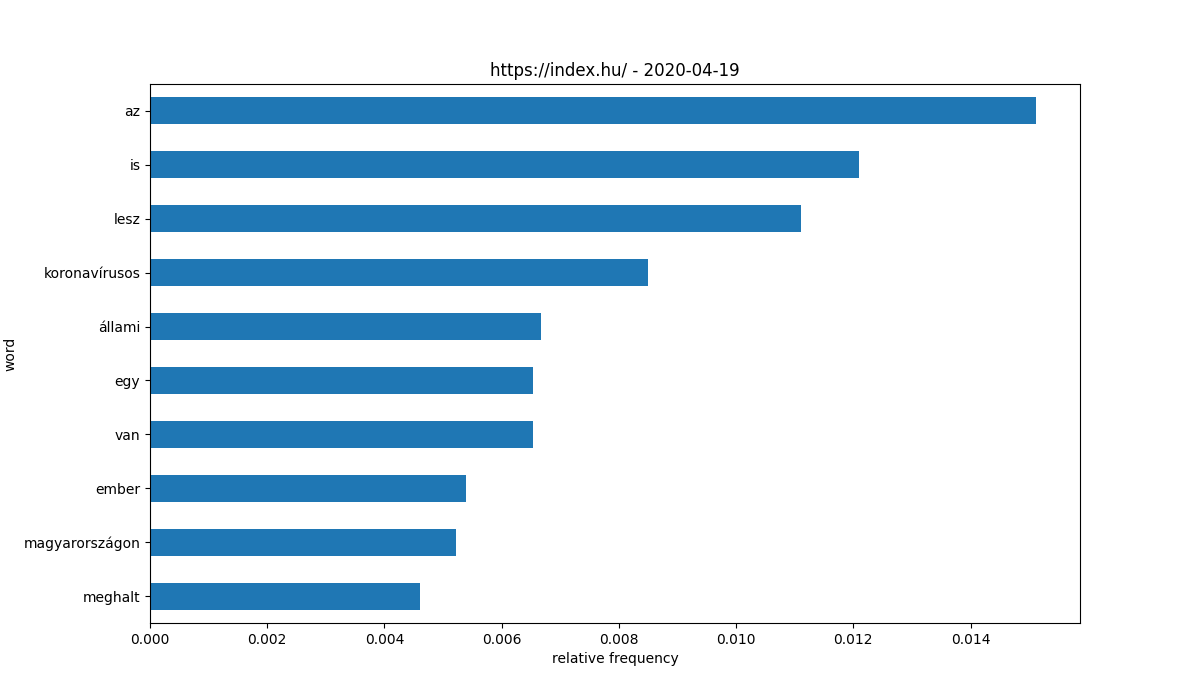 https://index.hu/ - 2020-04-19
az
is
lesz
koronavírusos
állami
egy
van
ember
magyarországon
meghalt
word
0.000 0.002 0.004 0.006 0.008 0.010 0.012 0.014
relative frequency